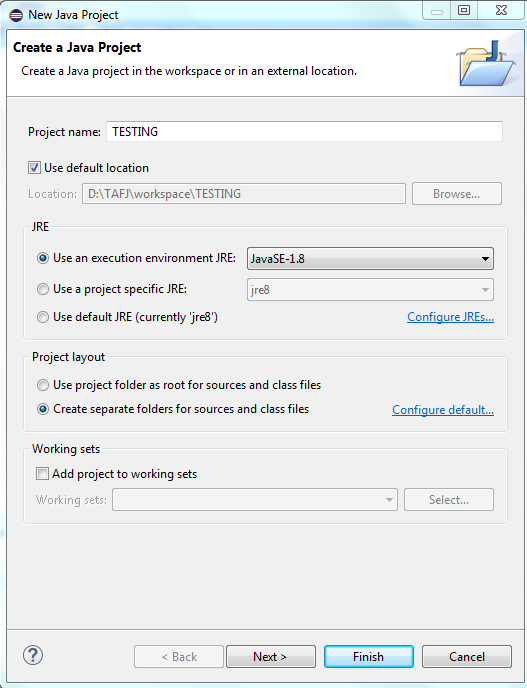 New Java Project
Create a Java Project
Create a Java project in the workspace or in an external location.
Project name: TESTING
Use default location
Location: D:\TAFJ\workspace\TESTING Browse...
JRE
Use an execution environment JRE: JavaSE-1.8
Use a project specific JRE: jre8
Use default JRE (currently 'jre8') Configure JREs...
Project layout
Use project folder as root for sources and class files
Create separate folders for sources and class files Configure default...
Working sets
Add project to working sets
Working sets: Select...
? < Back Next > Finish Cancel